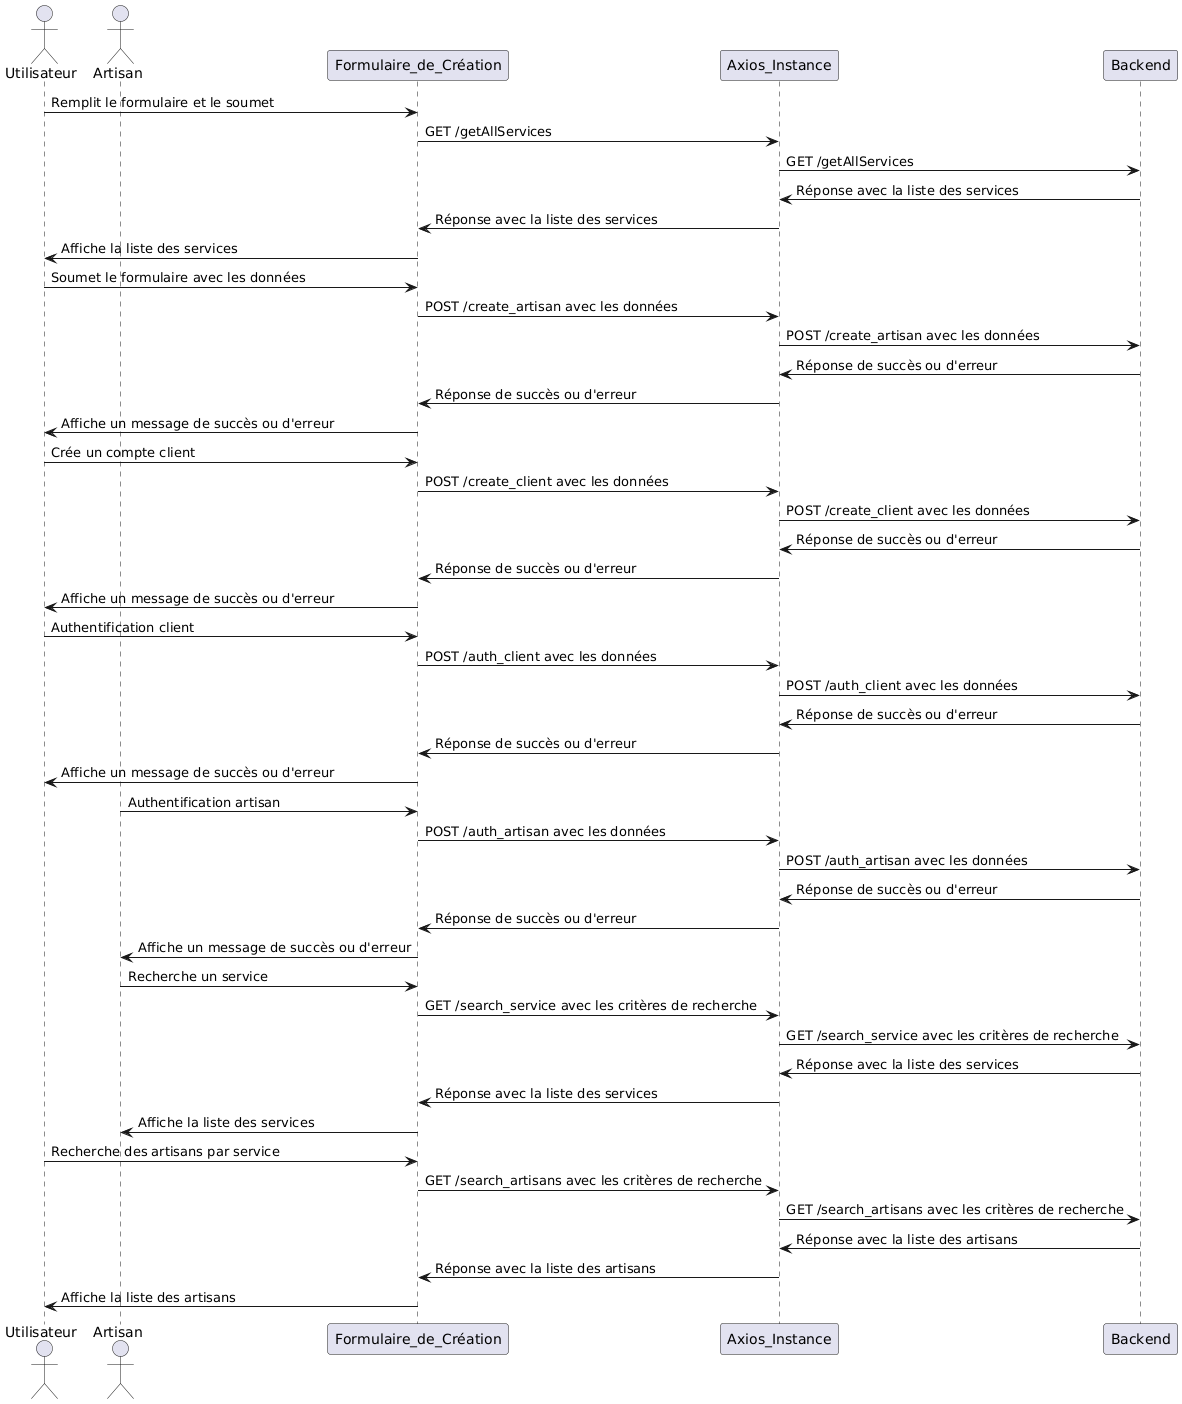 Utilisateur
Artisan
Formulaire_de_Création
Axios_Instance
Backend
Remplit le formulaire et le soumet
GET /getAllServices
GET /getAllServices
Réponse avec la liste des services
Réponse avec la liste des services
Affiche la liste des services
Soumet le formulaire avec les données
POST /create_artisan avec les données
POST /create_artisan avec les données
Réponse de succès ou d'erreur
Réponse de succès ou d'erreur
Affiche un message de succès ou d'erreur
Crée un compte client
POST /create_client avec les données
POST /create_client avec les données
Réponse de succès ou d'erreur
Réponse de succès ou d'erreur
Affiche un message de succès ou d'erreur
Authentification client
POST /auth_client avec les données
POST /auth_client avec les données
Réponse de succès ou d'erreur
Réponse de succès ou d'erreur
Affiche un message de succès ou d'erreur
Authentification artisan
POST /auth_artisan avec les données
POST /auth_artisan avec les données
Réponse de succès ou d'erreur
Réponse de succès ou d'erreur
Affiche un message de succès ou d'erreur
Recherche un service
GET /search_service avec les critères de recherche
GET /search_service avec les critères de recherche
Réponse avec la liste des services
Réponse avec la liste des services
Affiche la liste des services
Recherche des artisans par service
GET /search_artisans avec les critères de recherche
GET /search_artisans avec les critères de recherche
Réponse avec la liste des artisans
Réponse avec la liste des artisans
Affiche la liste des artisans
Utilisateur
Artisan
Formulaire_de_Création
Axios_Instance
Backend